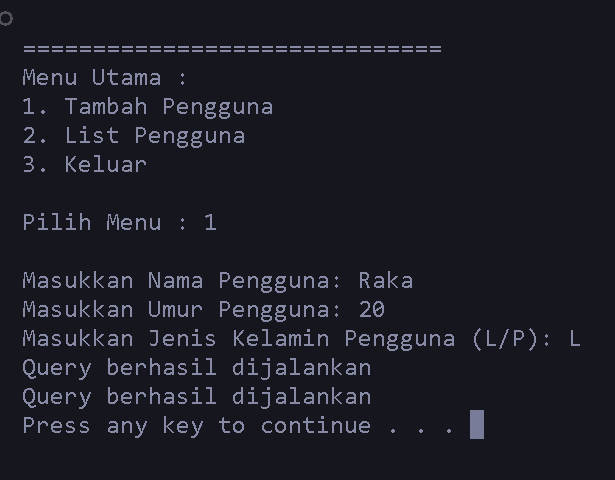 ==============================
Menu Utama :
1. Tambah Pengguna
2. List Pengguna
3. Keluar
Pilih Menu : 1
Masukkan Nama Pengguna: Raka
Masukkan Umur Pengguna: 20
Masukkan Jenis Kelamin Pengguna (L/P): L
Query berhasil dijalankan
Query berhasil dijalankan
Press any key to continue . . .